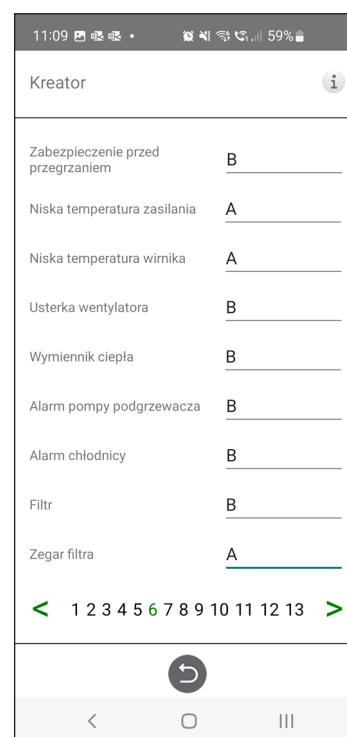 11:09 59%
Kreator i
Zabezpieczenie przed
przegrzaniem B
Niska temperatura zasilania A
Niska temperatura wirnika A
Usterka wentylatora B
Wymiennik ciepła B
Alarm pompy podgrzewacza B
Alarm chłodnicy B
Filtr B
Zegar filtra A
< 1 2 3 4 5 6 7 8 9 10 11 12 13 >